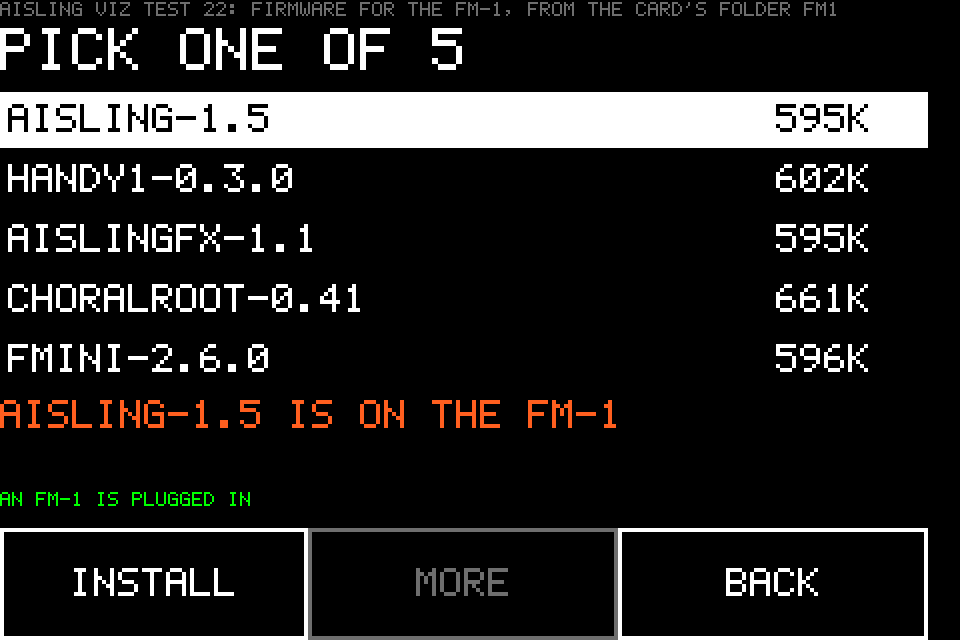 AISLING VIZ TEST 22: FIRMWARE FOR THE FM-1, FROM THE CARD'S FOLDER FM1
PICK ONE OF 5
AISLING-1.5 595K
HANDY1-0.3.0 602K
AISLINGFX-1.1 595K
CHORALROOT-0.41 661K
FMINI-2.6.0 596K
AISLING-1.5 IS ON THE FM-1
AN FM-1 IS PLUGGED IN
INSTALL MORE BACK